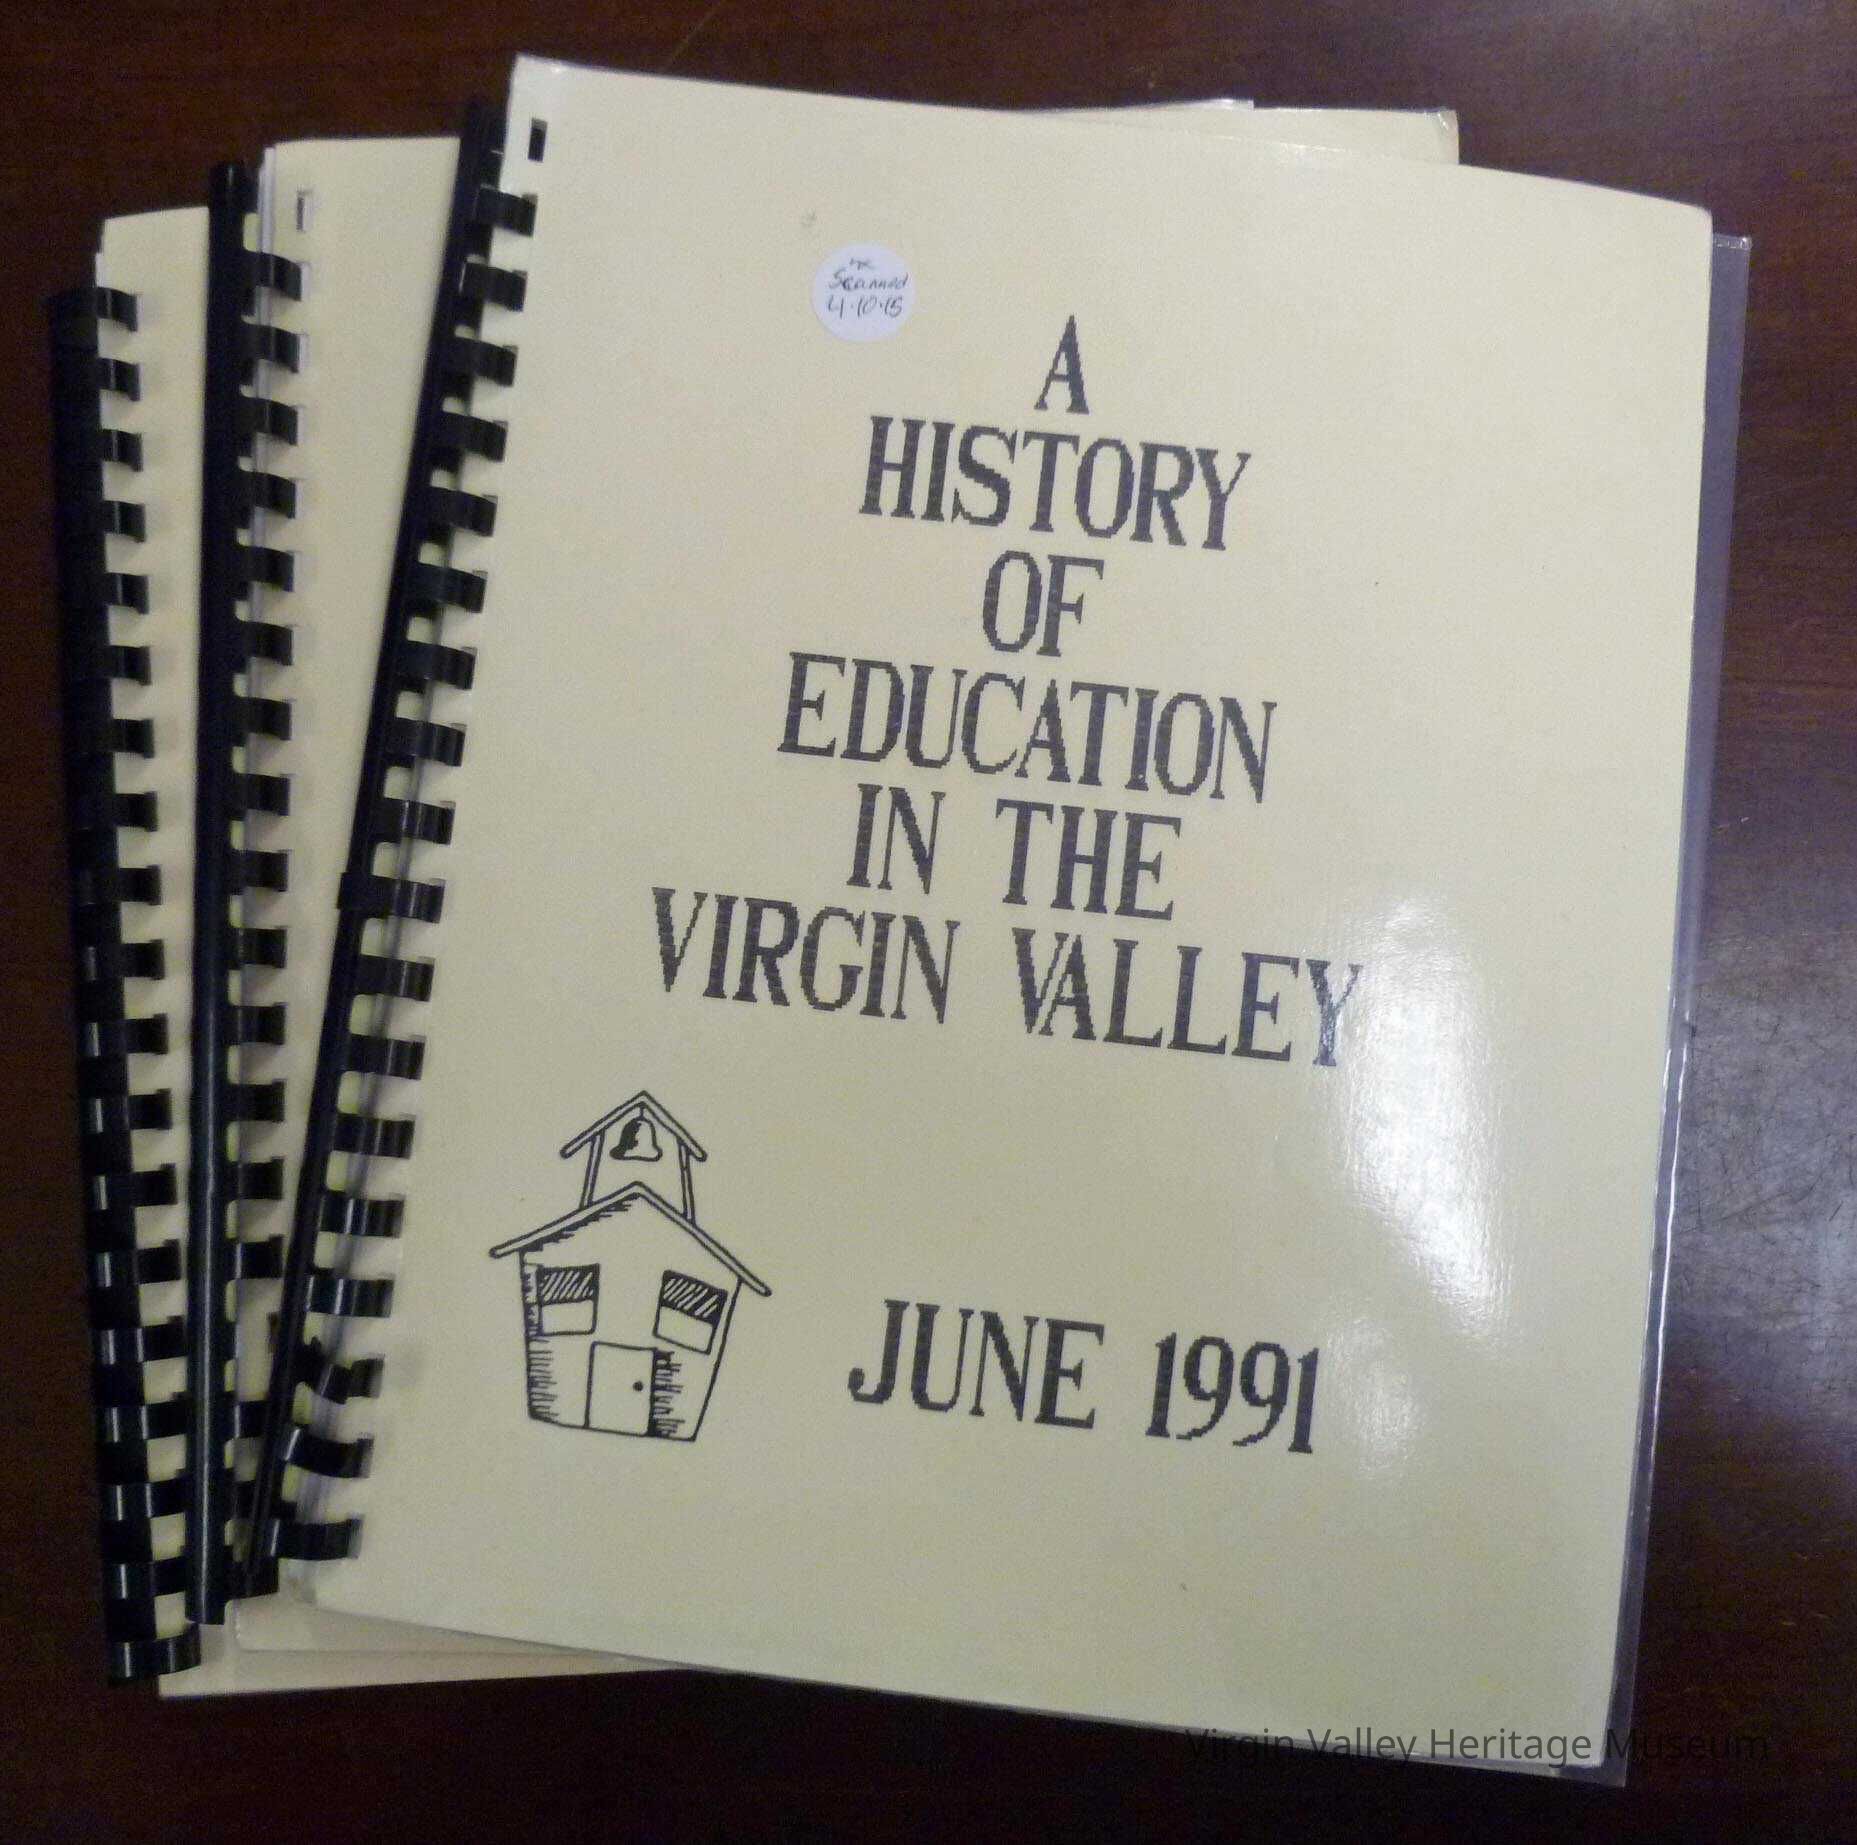 Scanned
4·10·15
A
HISTORY
OF
EDUCATION
IN THE
VIRGIN VALLEY
JUNE 1991
Virgin Valley Heritage Museum